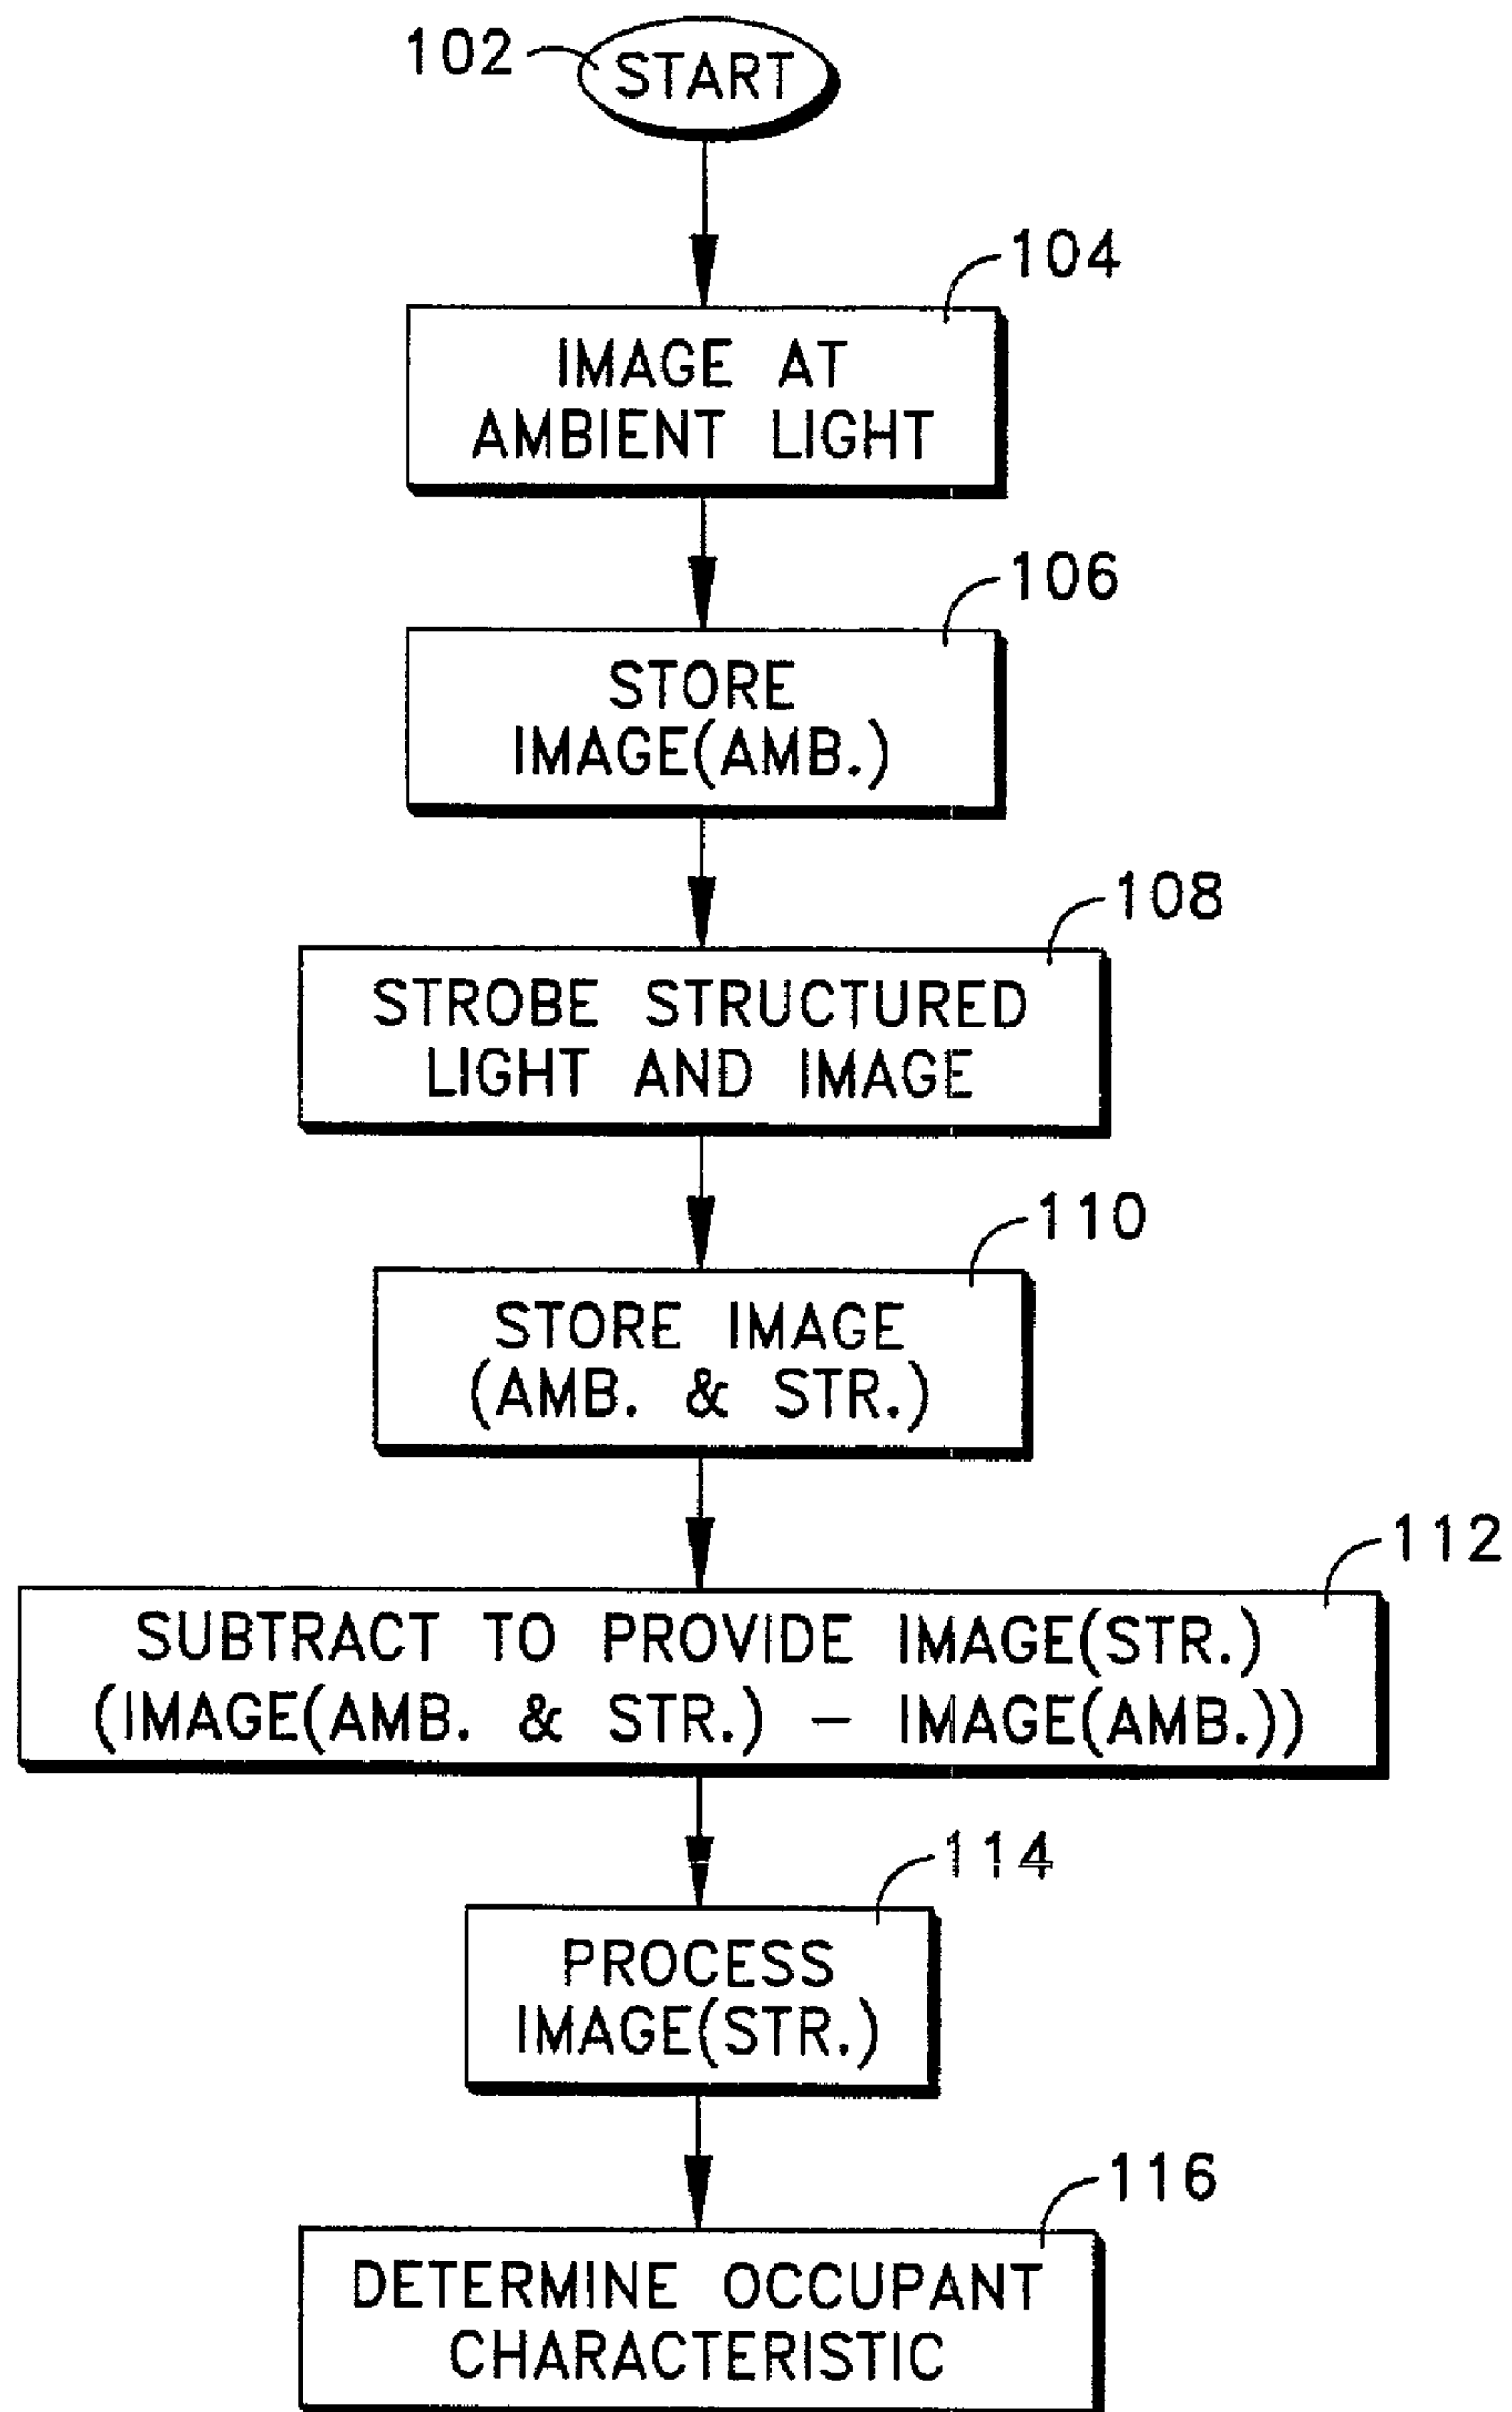 102
START
104
IMAGE AT
AMBIENT LIGHT
106
STORE
IMAGE(AMB.)
108
STROBE STRUCTURED
LIGHT AND IMAGE
110
STORE IMAGE
(AMB. & STR.)
112
SUBTRACT TO PROVIDE IMAGE(STR.)
(IMAGE(AMB. & STR.) – IMAGE(AMB.))
114
PROCESS
IMAGE(STR.)
116
DETERMINE OCCUPANT
CHARACTERISTIC